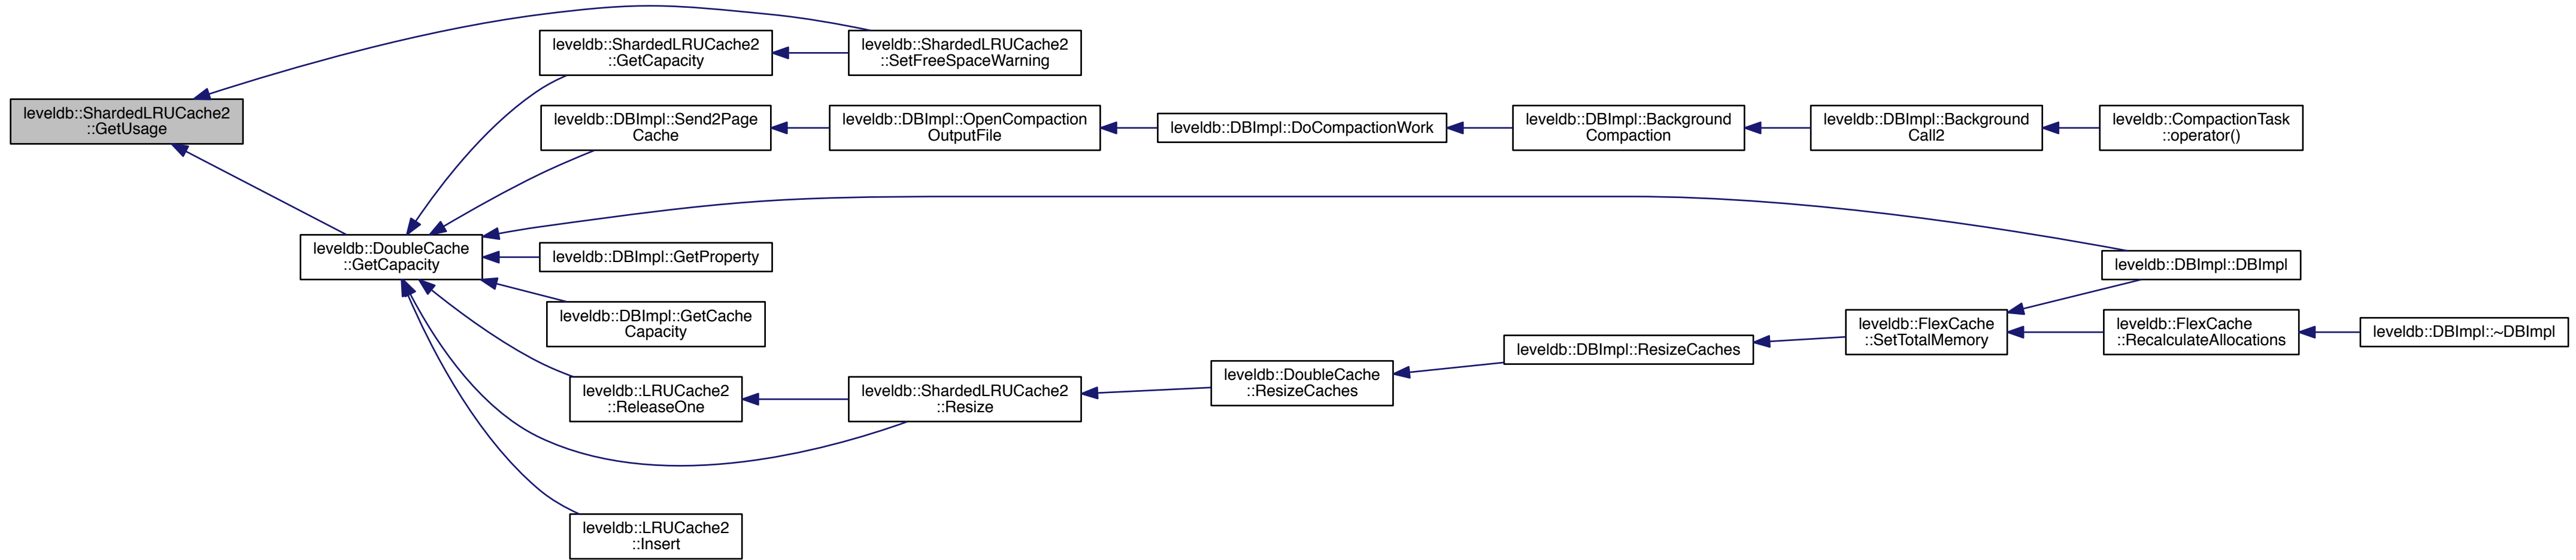 leveldb::ShardedLRUCache2
::GetUsage
leveldb::ShardedLRUCache2
::GetCapacity
leveldb::ShardedLRUCache2
::SetFreeSpaceWarning
leveldb::DBImpl::Send2Page
Cache
leveldb::DBImpl::OpenCompaction
OutputFile
leveldb::DBImpl::DoCompactionWork
leveldb::DBImpl::Background
Compaction
leveldb::DBImpl::Background
Call2
leveldb::CompactionTask
::operator()
leveldb::DoubleCache
::GetCapacity
leveldb::DBImpl::GetProperty
leveldb::DBImpl::DBImpl
leveldb::DBImpl::GetCache
Capacity
leveldb::LRUCache2
::ReleaseOne
leveldb::ShardedLRUCache2
::Resize
leveldb::DoubleCache
::ResizeCaches
leveldb::DBImpl::ResizeCaches
leveldb::FlexCache
::SetTotalMemory
leveldb::FlexCache
::RecalculateAllocations
leveldb::DBImpl::~DBImpl
leveldb::LRUCache2
::Insert